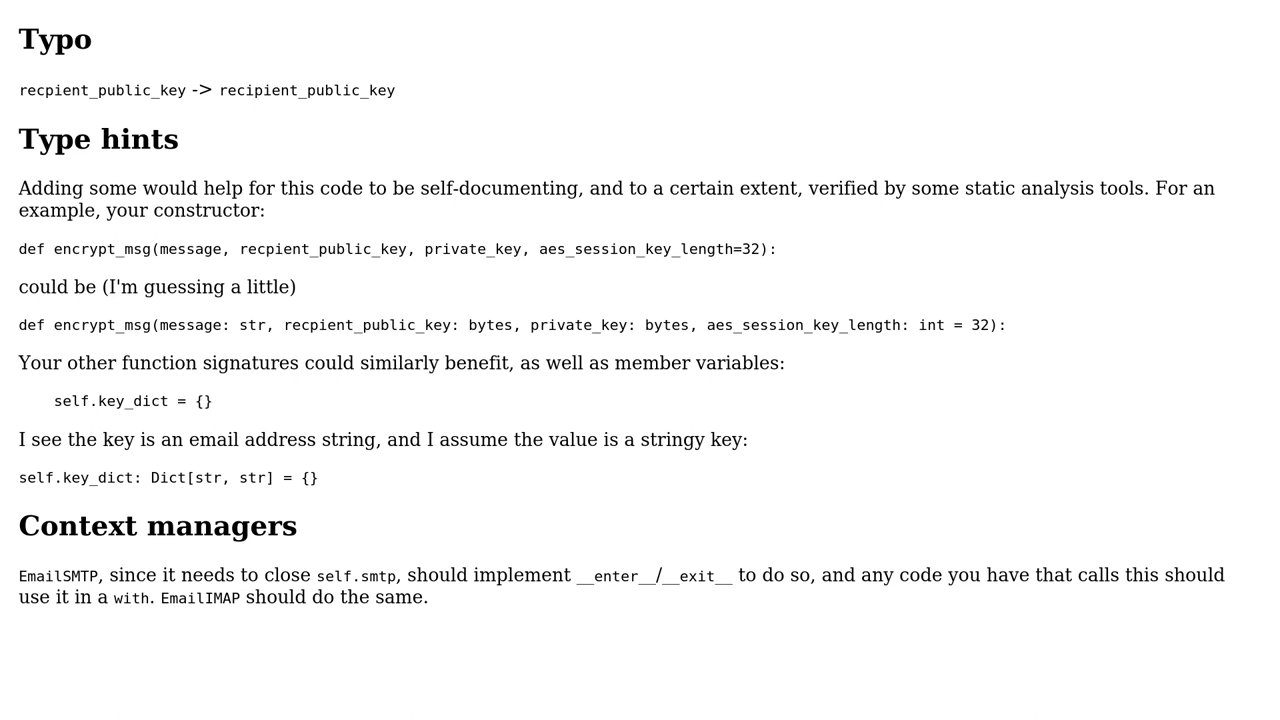 Typo
recpient_public_key -> recipient_public_key
Type hints
Adding some would help for this code to be self-documenting, and to a certain extent, verified by some static analysis tools. For an
example, your constructor:
def encrypt_msg(message, recpient_public_key, private_key, aes_session_key_length=32):
could be (I'm guessing a little)
def encrypt_msg(message: str, recpient_public_key: bytes, private_key: bytes, aes_session_key_length: int = 32):
Your other function signatures could similarly benefit, as well as member variables:
    self.key_dict = {}
I see the key is an email address string, and I assume the value is a stringy key:
self.key_dict: Dict[str, str] = {}
Context managers
EmailSMTP, since it needs to close self.smtp, should implement __enter__/__exit__ to do so, and any code you have that calls this should
use it in a with. EmailIMAP should do the same.